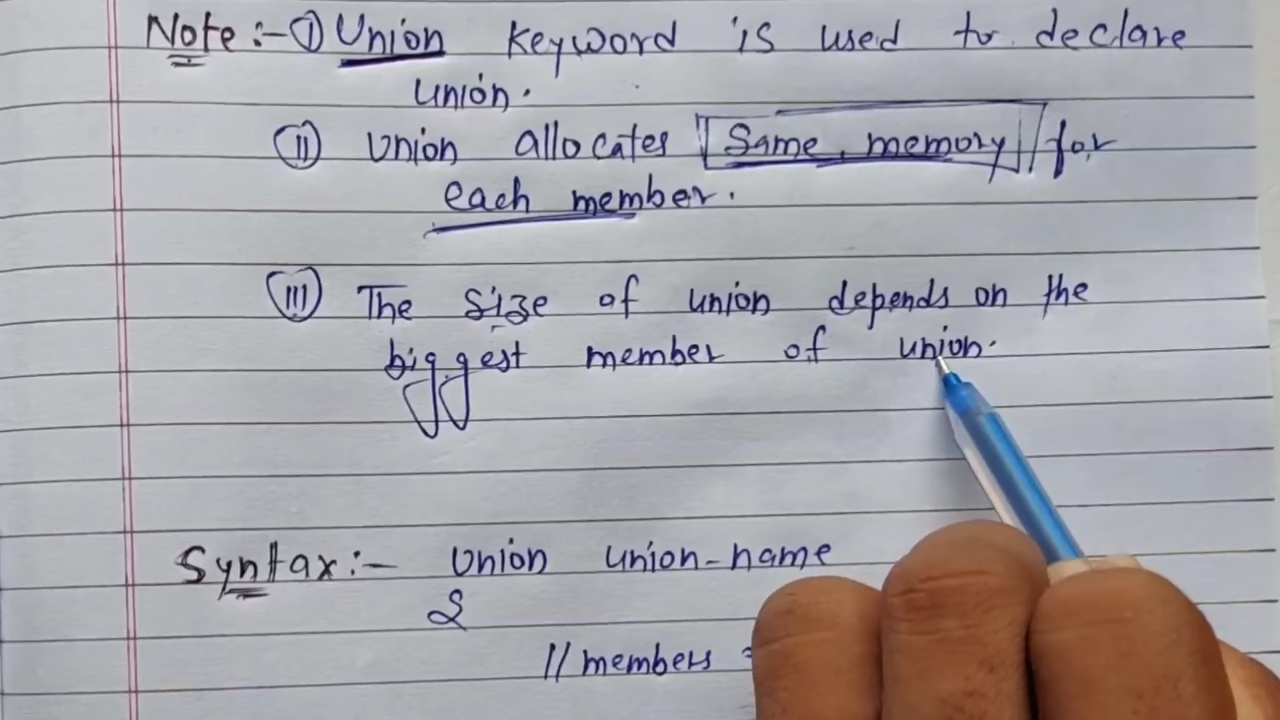 Note :- (I) Union keyword is used to declare
union.
(II) Union allocates Same memory for
each member.
(III) The size of union depends on the
biggest member of union.
Syntax :- Union union-name
{
// members